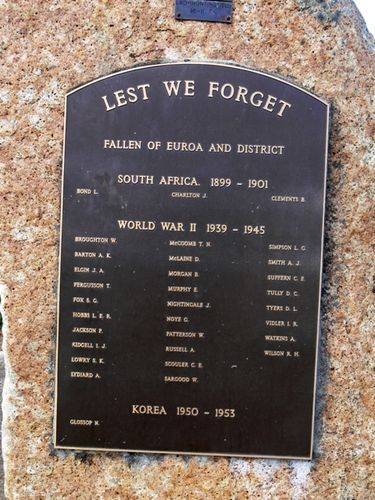 LEST WE FORGET
FALLEN OF EUROA AND DISTRICT
SOUTH AFRICA. 1899 - 1901
BOND L. CHARLTON J. CLEMENTS B.
WORLD WAR II 1939 - 1945
BROUGHTON W. McCOOMB T. N. SIMPSON L. G.
BARTON A. K. McLAINE D. SMITH A. J.
ELGIN J. A. MORGAN B. SUFFERN C. E.
FERGUSSON T. MURPHY E. TULLY D. C.
FOX S. G. NIGHTINGALE J. TYERS D. L.
HOBBS L. E. R. NOYE G. VIDLER I. R.
JACKSON P. PATTERSON W. WATKINS A.
KIDGELL I. J. RUSSELL A. WILSON R. H.
LOWRY S. K. SCOULER C. E.
LYDIARD A. SARGOOD W.
KOREA 1950 - 1953
GLOSSOP N.